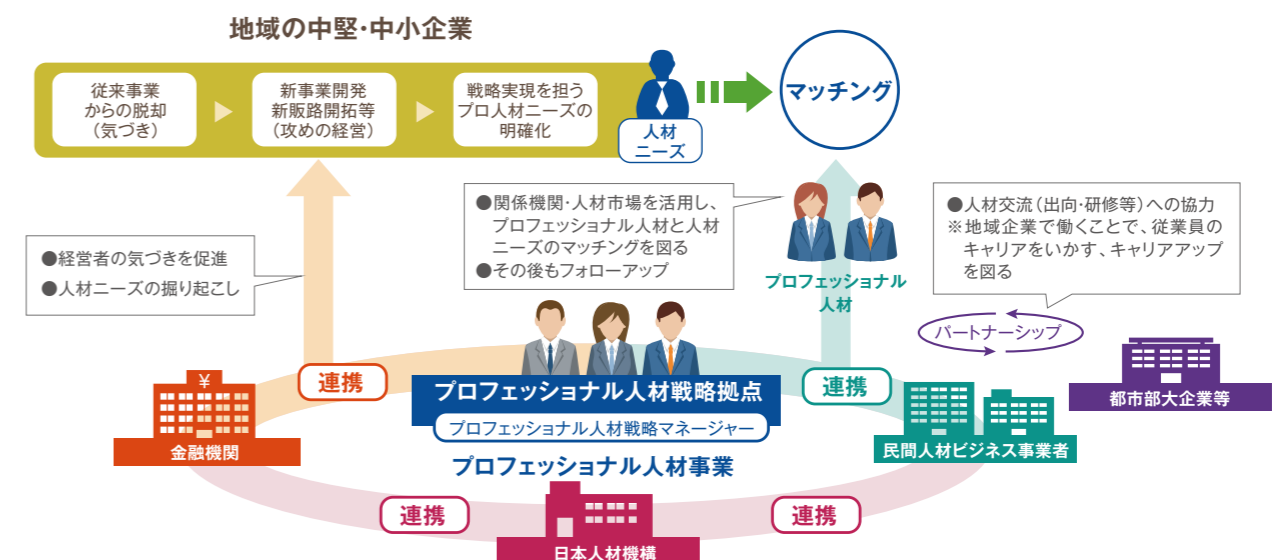 地域の中堅・中小企業
従来事業
からの脱却
(気づき)
新事業開発
新販路開拓等
(攻めの経営)
戦略実現を担う
プロ人材ニーズの
明確化
人材
ニーズ
マッチング
●経営者の気づきを促進
●人材ニーズの掘り起こし
●関係機関・人材市場を活用し、
プロフェッショナル人材と人材
ニーズのマッチングを図る
●その後もフォローアップ
プロフェッショナル
人材
●人材交流(出向・研修等)への協力
※地域企業で働くことで、従業員の
キャリアをいかす、キャリアアップ
を図る
パートナーシップ
都市部大企業等
¥
金融機関
連携
プロフェッショナル人材戦略拠点
プロフェッショナル人材戦略マネージャー
プロフェッショナル人材事業
連携
民間人材ビジネス事業者
連携
日本人材機構
連携